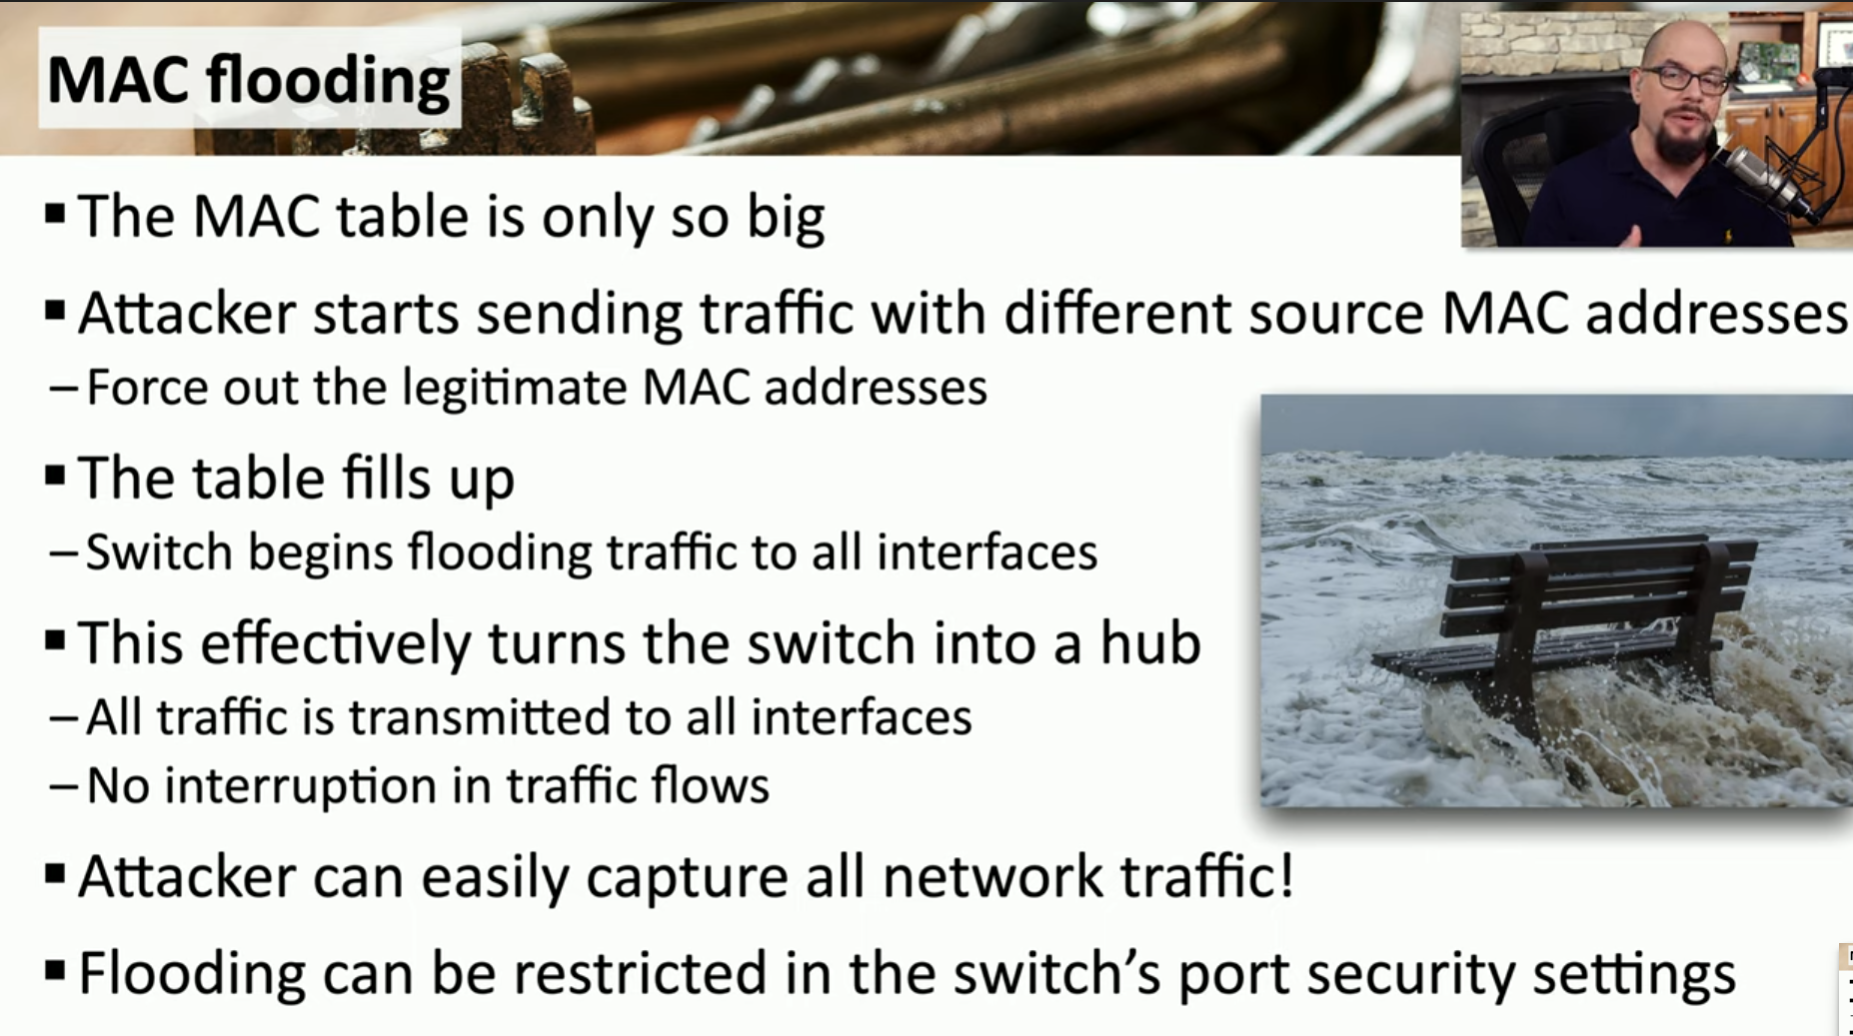 MAC flooding
▪ The MAC table is only so big
▪ Attacker starts sending traffic with different source MAC addresses
– Force out the legitimate MAC addresses
▪ The table fills up
– Switch begins flooding traffic to all interfaces
▪ This effectively turns the switch into a hub
– All traffic is transmitted to all interfaces
– No interruption in traffic flows
▪ Attacker can easily capture all network traffic!
▪ Flooding can be restricted in the switch’s port security settings